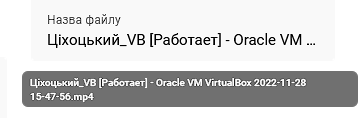 Назва файлу
Ціхоцький_VB [Работает] - Oracle VM ...
Ціхоцький_VB [Работает] - Oracle VM VirtualBox 2022-11-28
15-47-56.mp4